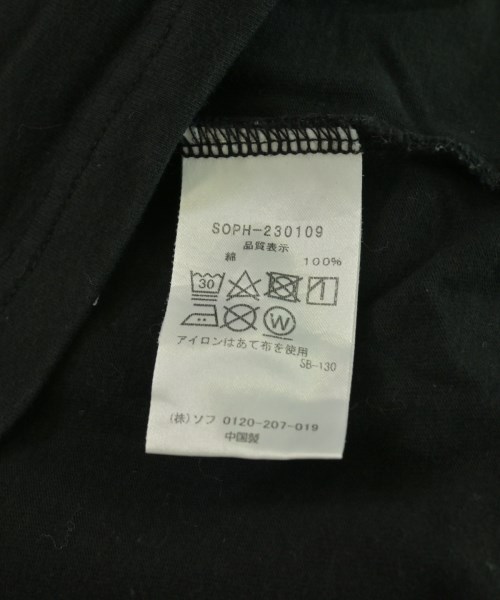 SOPH-230109
品質表示
綿 100%
30
W
アイロンはあて布を使用
SB-130
(株)ソフ 0120-207-019
中国製